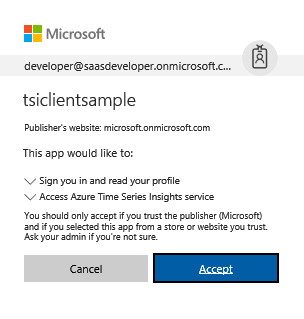 Microsoft
developer@saasdeveloper.onmicrosoft.c...
tsiclientsample
Publisher's website: microsoft.onmicrosoft.com
This app would like to:
Sign you in and read your profile
Access Azure Time Series Insights service
You should only accept if you trust the publisher (Microsoft)
and if you selected this app from a store or website you trust.
Ask your admin if you're not sure.
Cancel
Accept